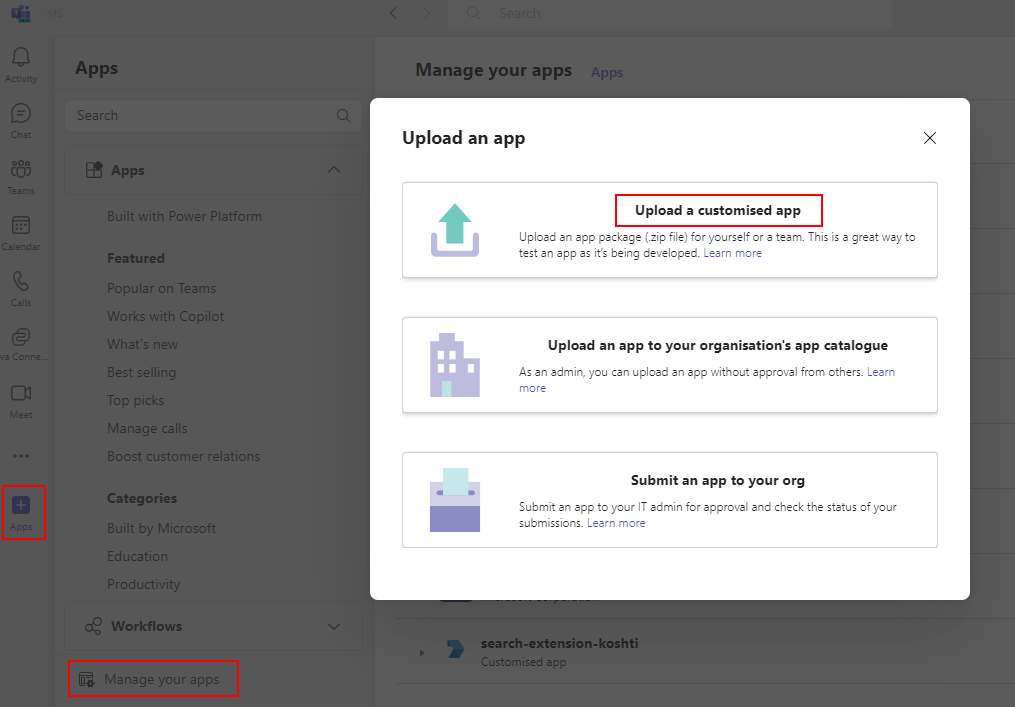 MS
Search
Activity
Chat
Teams
Calendar
Calls
va Conne...
Meet
Apps
Apps
Search
Apps
Built with Power Platform
Featured
Popular on Teams
Works with Copilot
What's new
Best selling
Top picks
Manage calls
Boost customer relations
Categories
Built by Microsoft
Education
Productivity
Workflows
Manage your apps
Manage your apps
Apps
Upload an app
Upload a customised app
Upload an app package (.zip file) for yourself or a team. This is a great way to
test an app as it's being developed. Learn more
Upload an app to your organisation's app catalogue
As an admin, you can upload an app without approval from others. Learn
more
Submit an app to your org
Submit an app to your IT admin for approval and check the status of your
submissions. Learn more
search-extension-koshti
Customised app